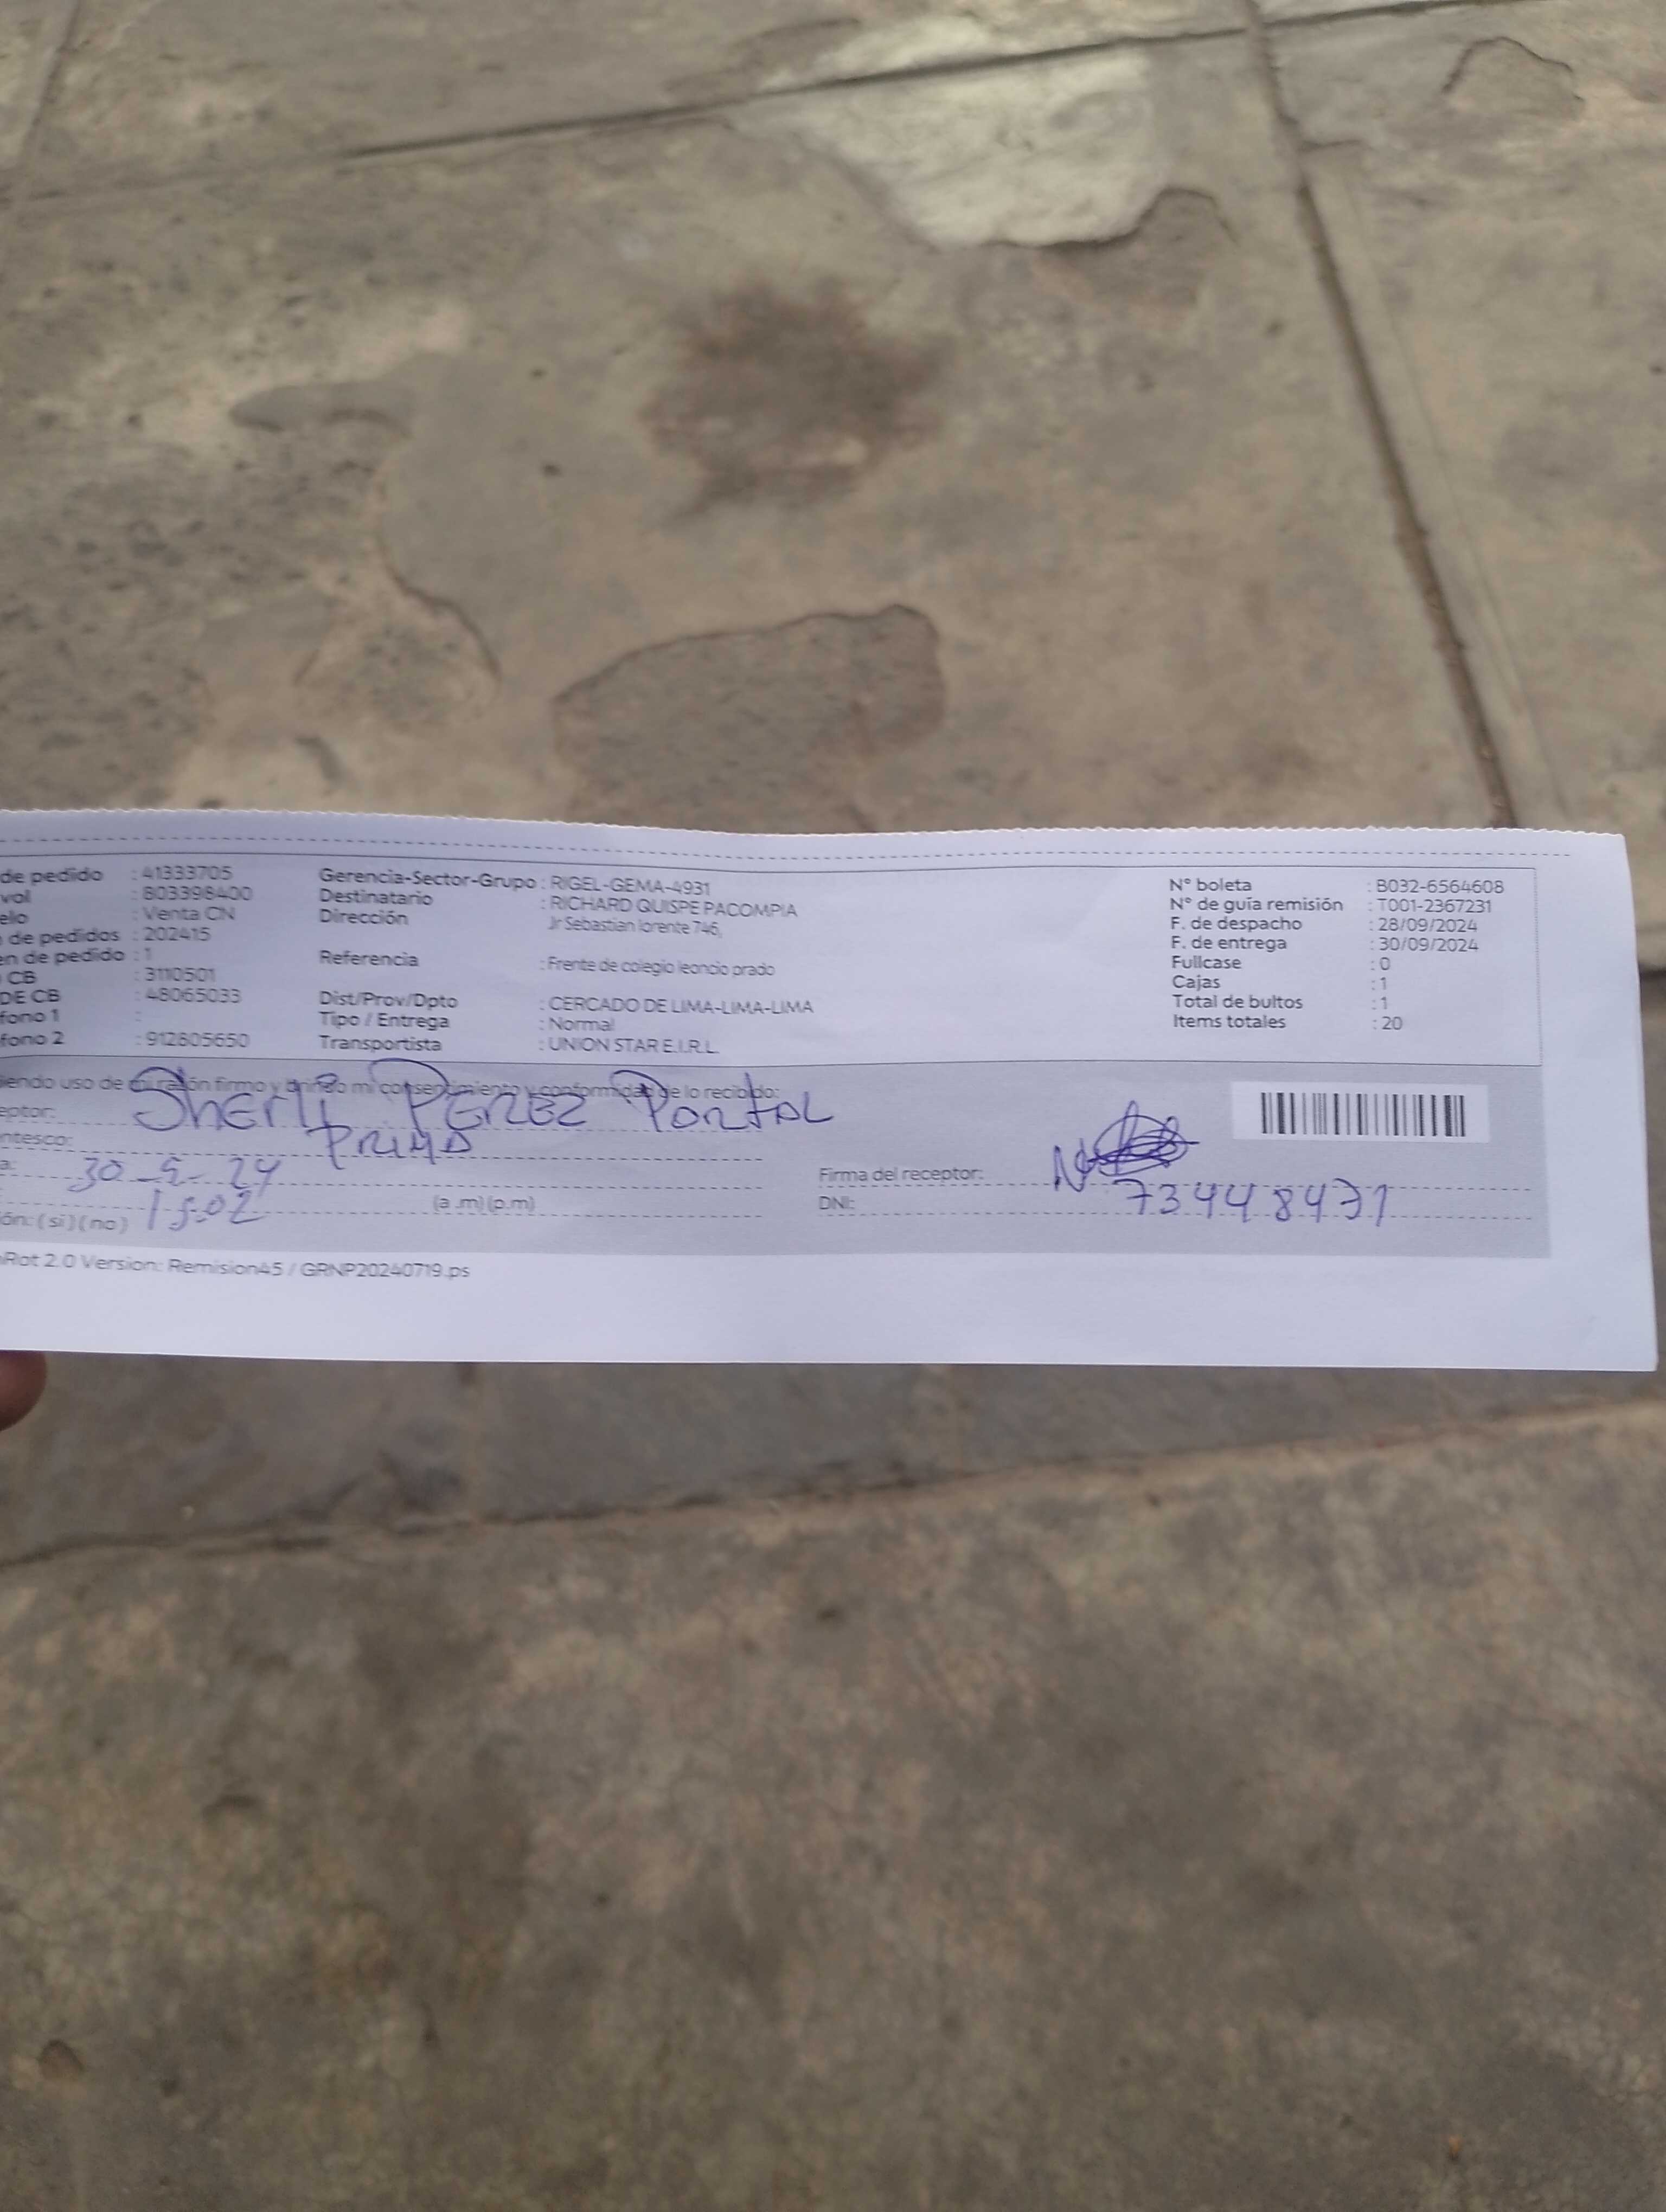 de pedido : 41333705
vol : 803398400
elo : Venta CN
de pedidos : 202415
en de pedido : 1
CB : 3110501
DE CB : 48065033
fono 1 :
fono 2 : 912805650
Gerencia-Sector-Grupo : RIGEL-GEMA-4931
Destinatario : RICHARD QUISPE PACOMPIA
Dirección Jr Sebastian lorente 746,
Referencia : Frente de colegio leoncio prado
Dist/Prov/Dpto : CERCADO DE LIMA-LIMA-LIMA
Tipo / Entrega : Normal
Transportista : UNION STAR E.I.R.L.
N° boleta : B032-6564608
N° de guía remisión : T001-2367231
F. de despacho : 28/09/2024
F. de entrega : 30/09/2024
Fullcase : 0
Cajas : 1
Total de bultos : 1
Items totales : 20
iendo uso de mi razón firmo y brindo mi consentimiento y conformidad de lo recibido:
eptor: Sherli Perez Portal
ntesco: PRIMA
a: 30-9-24
15:02 (a.m) (p.m)
ón: ( si ) ( no )
Firma del receptor:
DNI: 73448471
Rot 2.0 Version: Remision45 / GRNP20240719.ps